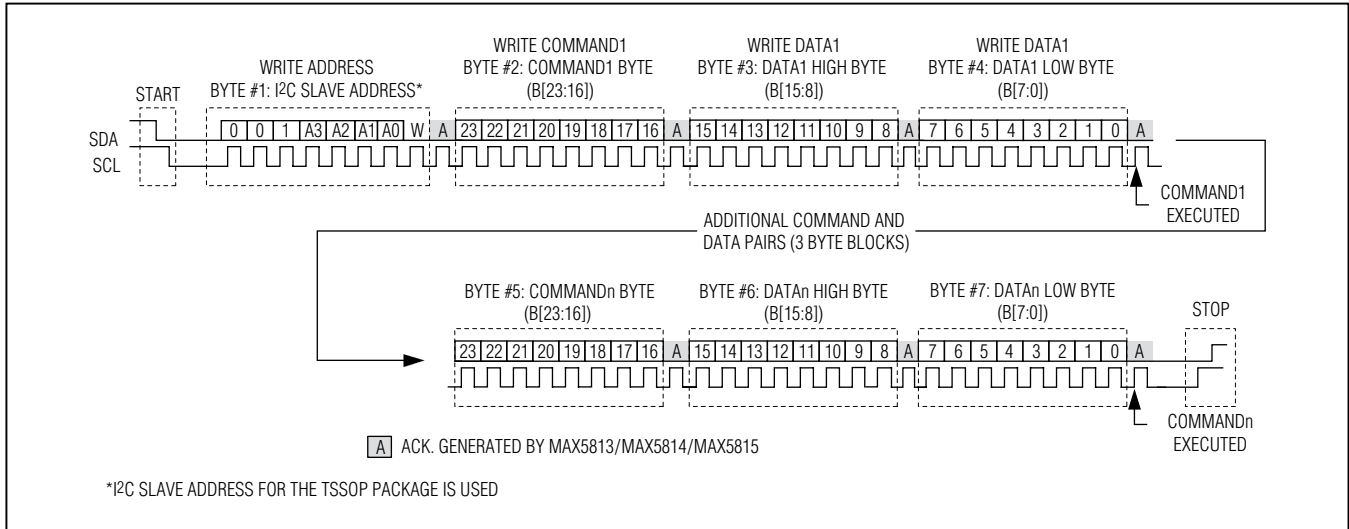 WRITE ADDRESS
BYTE #1: I2C SLAVE ADDRESS*
WRITE COMMAND1
BYTE #2: COMMAND1 BYTE
(B[23:16])
WRITE DATA1
BYTE #3: DATA1 HIGH BYTE
(B[15:8])
WRITE DATA1
BYTE #4: DATA1 LOW BYTE
(B[7:0])
START
SDA
SCL
0 0 1 A3 A2 A1 A0 W A 23 22 21 20 19 18 17 16 A 15 14 13 12 11 10 9 8 A 7 6 5 4 3 2 1 0 A
COMMAND1
EXECUTED
ADDITIONAL COMMAND AND
DATA PAIRS (3 BYTE BLOCKS)
BYTE #5: COMMANDn BYTE
(B[23:16])
BYTE #6: DATAn HIGH BYTE
(B[15:8])
BYTE #7: DATAn LOW BYTE
(B[7:0])
STOP
23 22 21 20 19 18 17 16 A 15 14 13 12 11 10 9 8 A 7 6 5 4 3 2 1 0 A
COMMANDn
EXECUTED
A ACK. GENERATED BY MAX5813/MAX5814/MAX5815
*I2C SLAVE ADDRESS FOR THE TSSOP PACKAGE IS USED